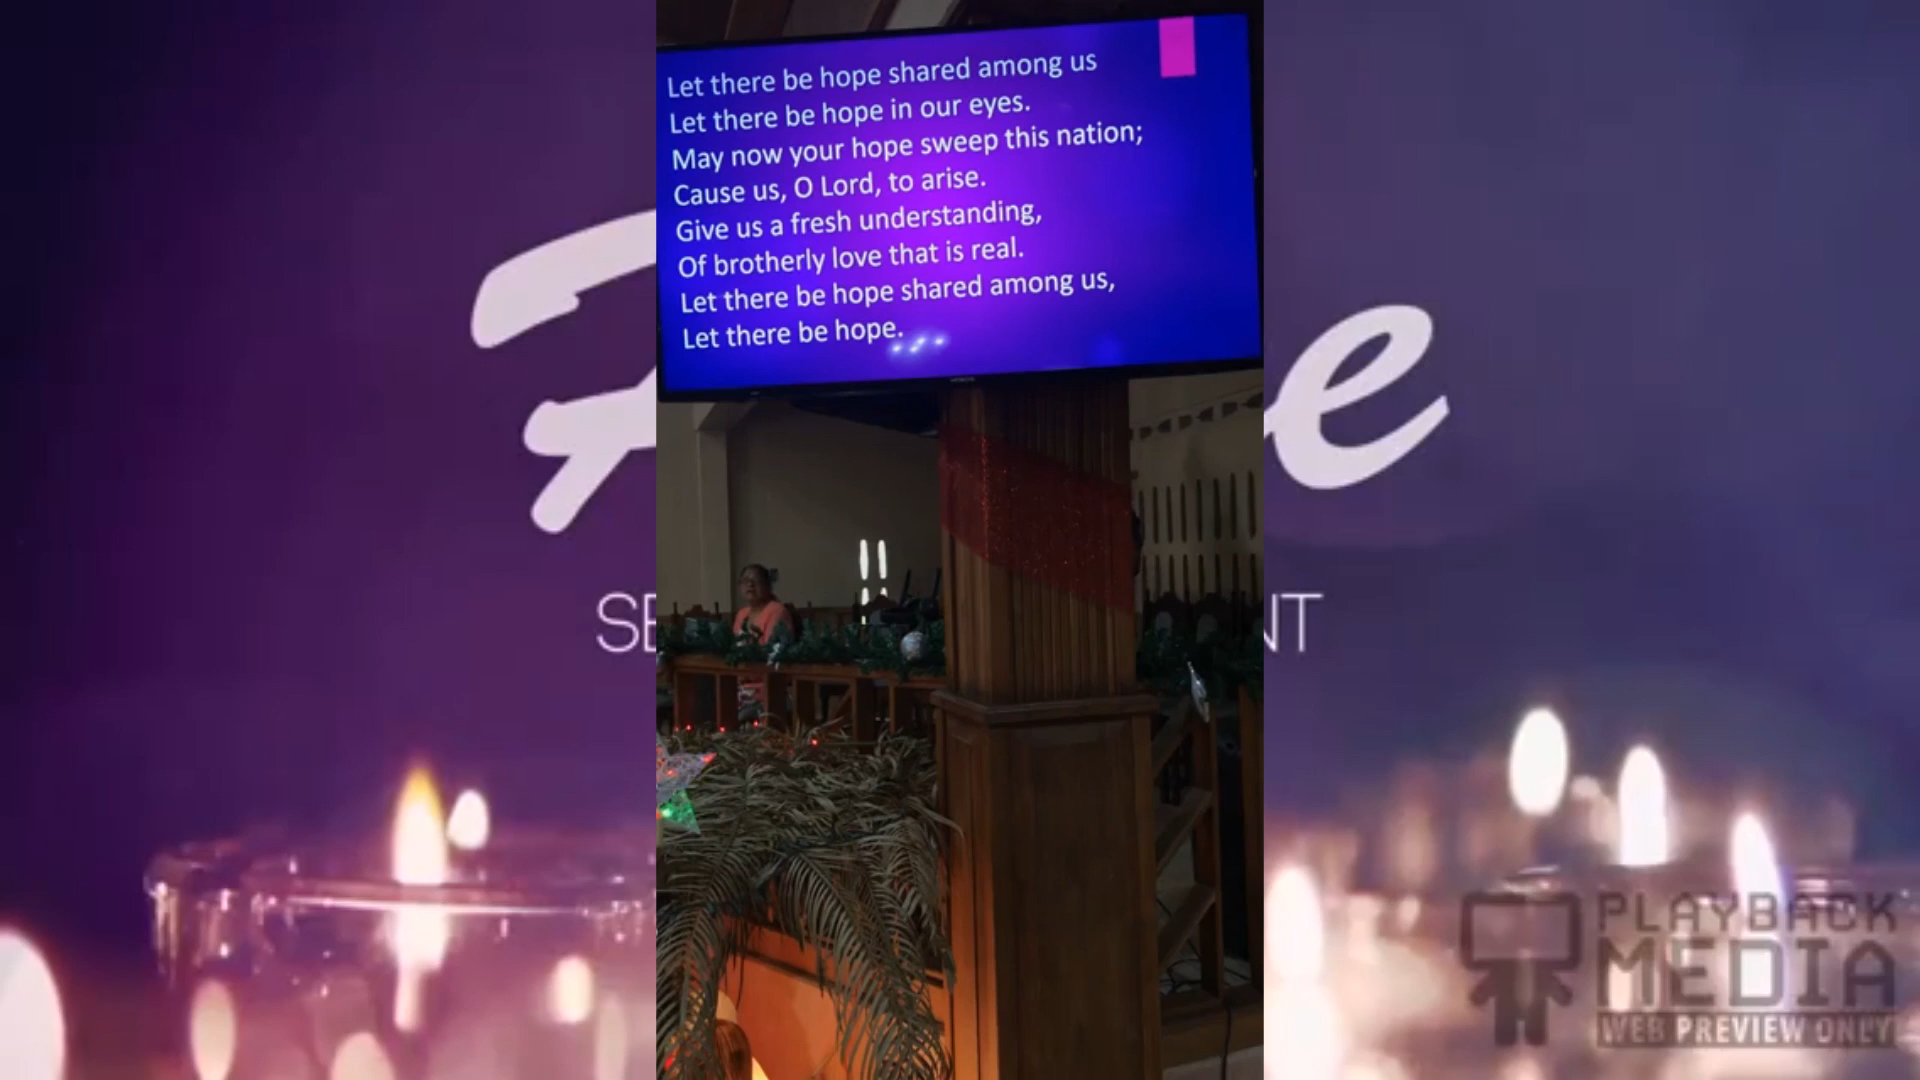 Let there be hope shared among us
Let there be hope in our eyes.
May now your hope sweep this nation;
Cause us, O Lord, to arise.
Give us a fresh understanding,
Of brotherly love that is real.
Let there be hope shared among us,
Let there be hope.
PLAYBACK
MEDIA
WEB PREVIEW ONLY